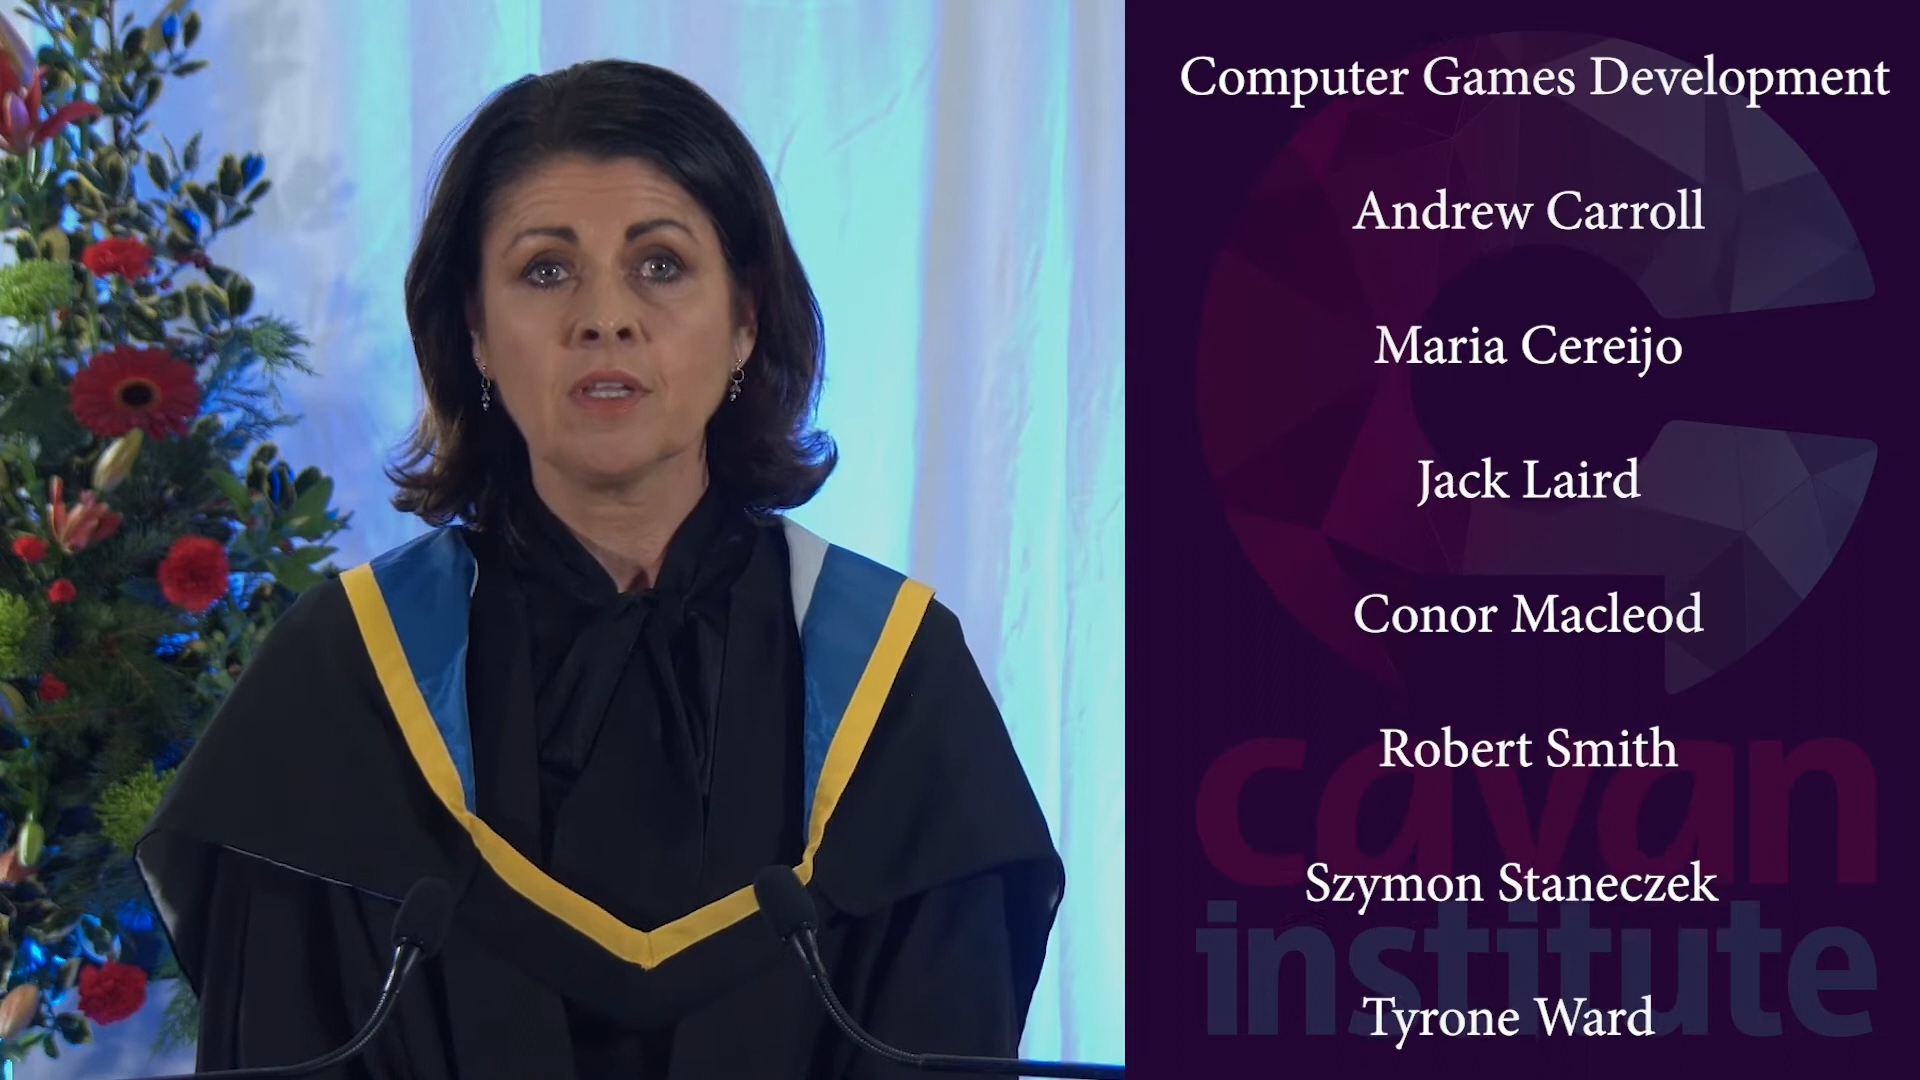 Computer Games Development
Andrew Carroll
Maria Cereijo
Jack Laird
Conor Macleod
Robert Smith
Szymon Staneczek
Tyrone Ward
cavan
institute